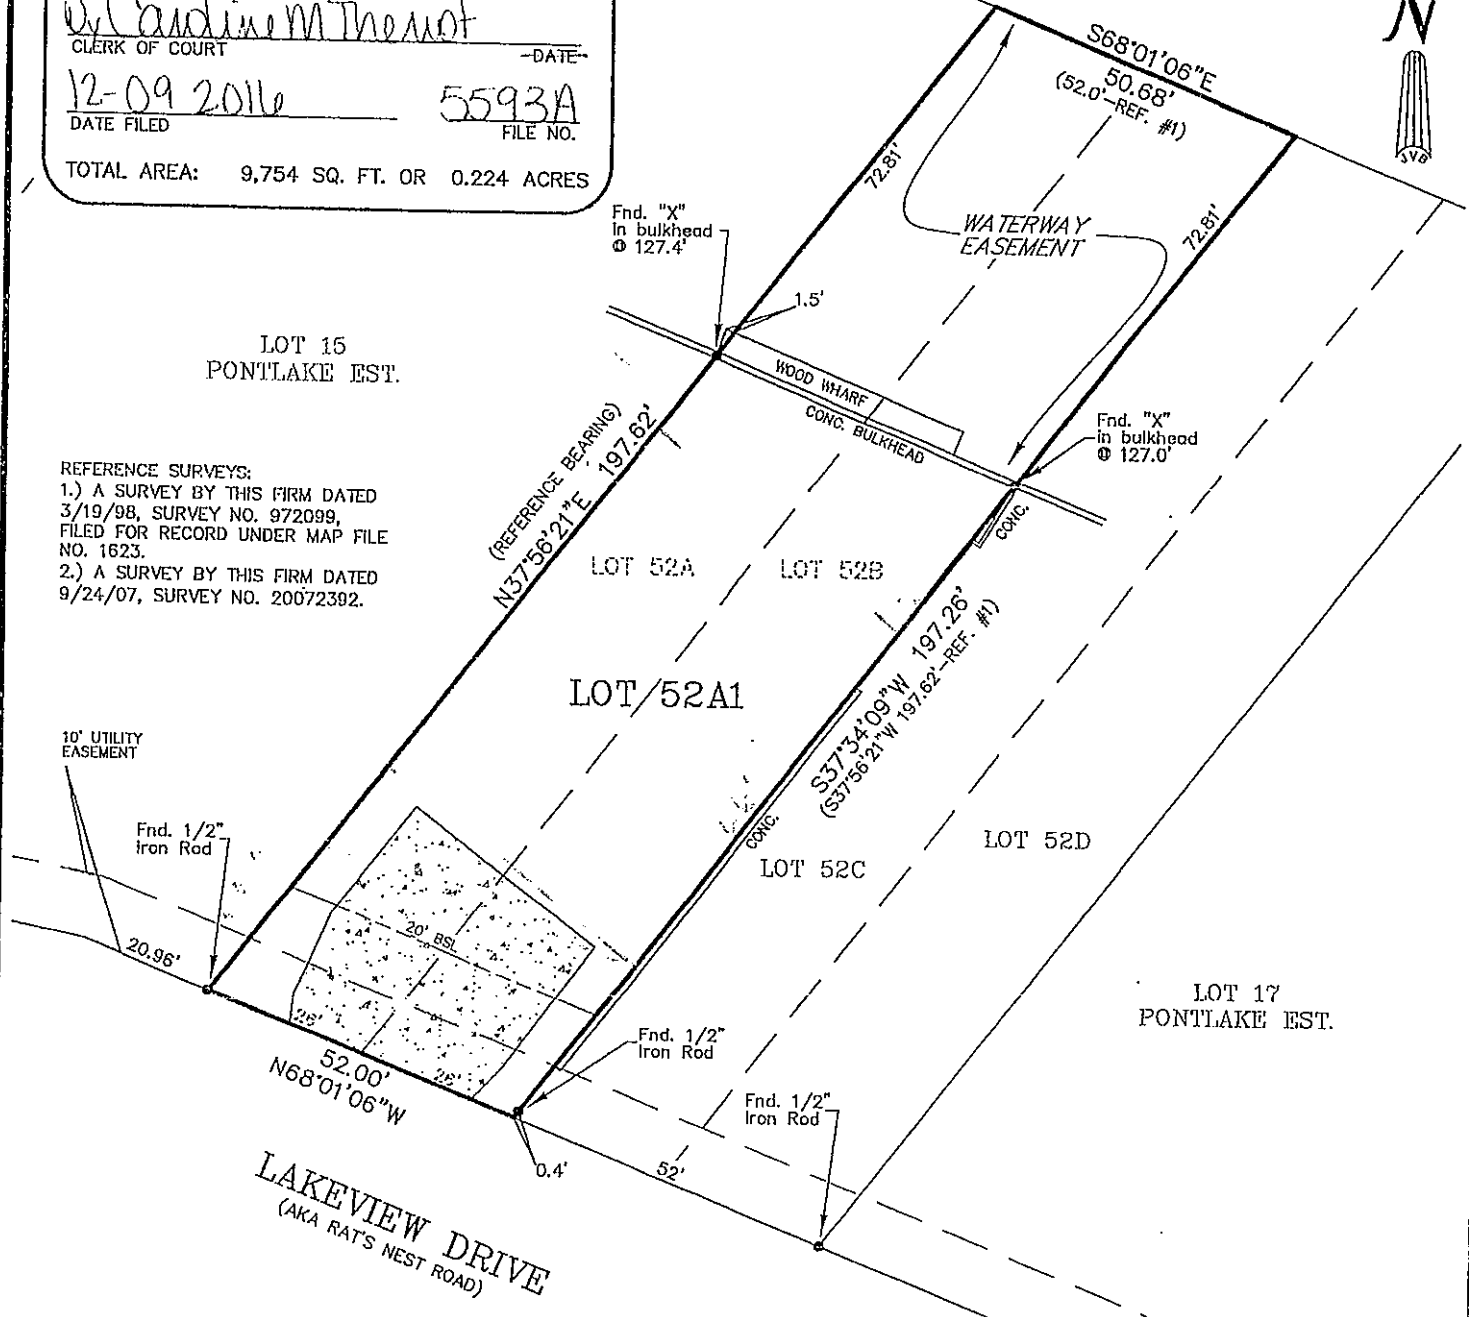 CLERK OF COURT
DATE
12-09 2016
5593A
DATE FILED
FILE NO.
TOTAL AREA: 9,754 SQ. FT. OR 0.224 ACRES
N
JVB
S68°01'06"E
50.68'
(52.0'-REF. #1)
72.81'
72.81'
WATERWAY
EASEMENT
Fnd. "X"
in bulkhead
@ 127.4'
1.5'
LOT 15
PONTLAKE EST.
WOOD WHARF
CONC. BULKHEAD
Fnd. "X"
in bulkhead
@ 127.0'
CONC.
REFERENCE SURVEYS:
1.) A SURVEY BY THIS FIRM DATED
3/19/98, SURVEY NO. 972099,
FILED FOR RECORD UNDER MAP FILE
NO. 1623.
2.) A SURVEY BY THIS FIRM DATED
9/24/07, SURVEY NO. 20072392.
(REFERENCE BEARING)
N37°56'21"E 197.62'
LOT 52A
LOT 52B
LOT 52A1
S37°34'09"W 197.26'
(S37°56'21"W 197.62'-REF. #1)
CONC.
10' UTILITY
EASEMENT
Fnd. 1/2"
Iron Rod
LOT 52C
LOT 52D
20' BSL
20.96'
26'
26'
52.00'
N68°01'06"W
Fnd. 1/2"
Iron Rod
0.4'
LOT 17
PONTLAKE EST.
Fnd. 1/2"
Iron Rod
52'
LAKEVIEW DRIVE
(AKA RAT'S NEST ROAD)